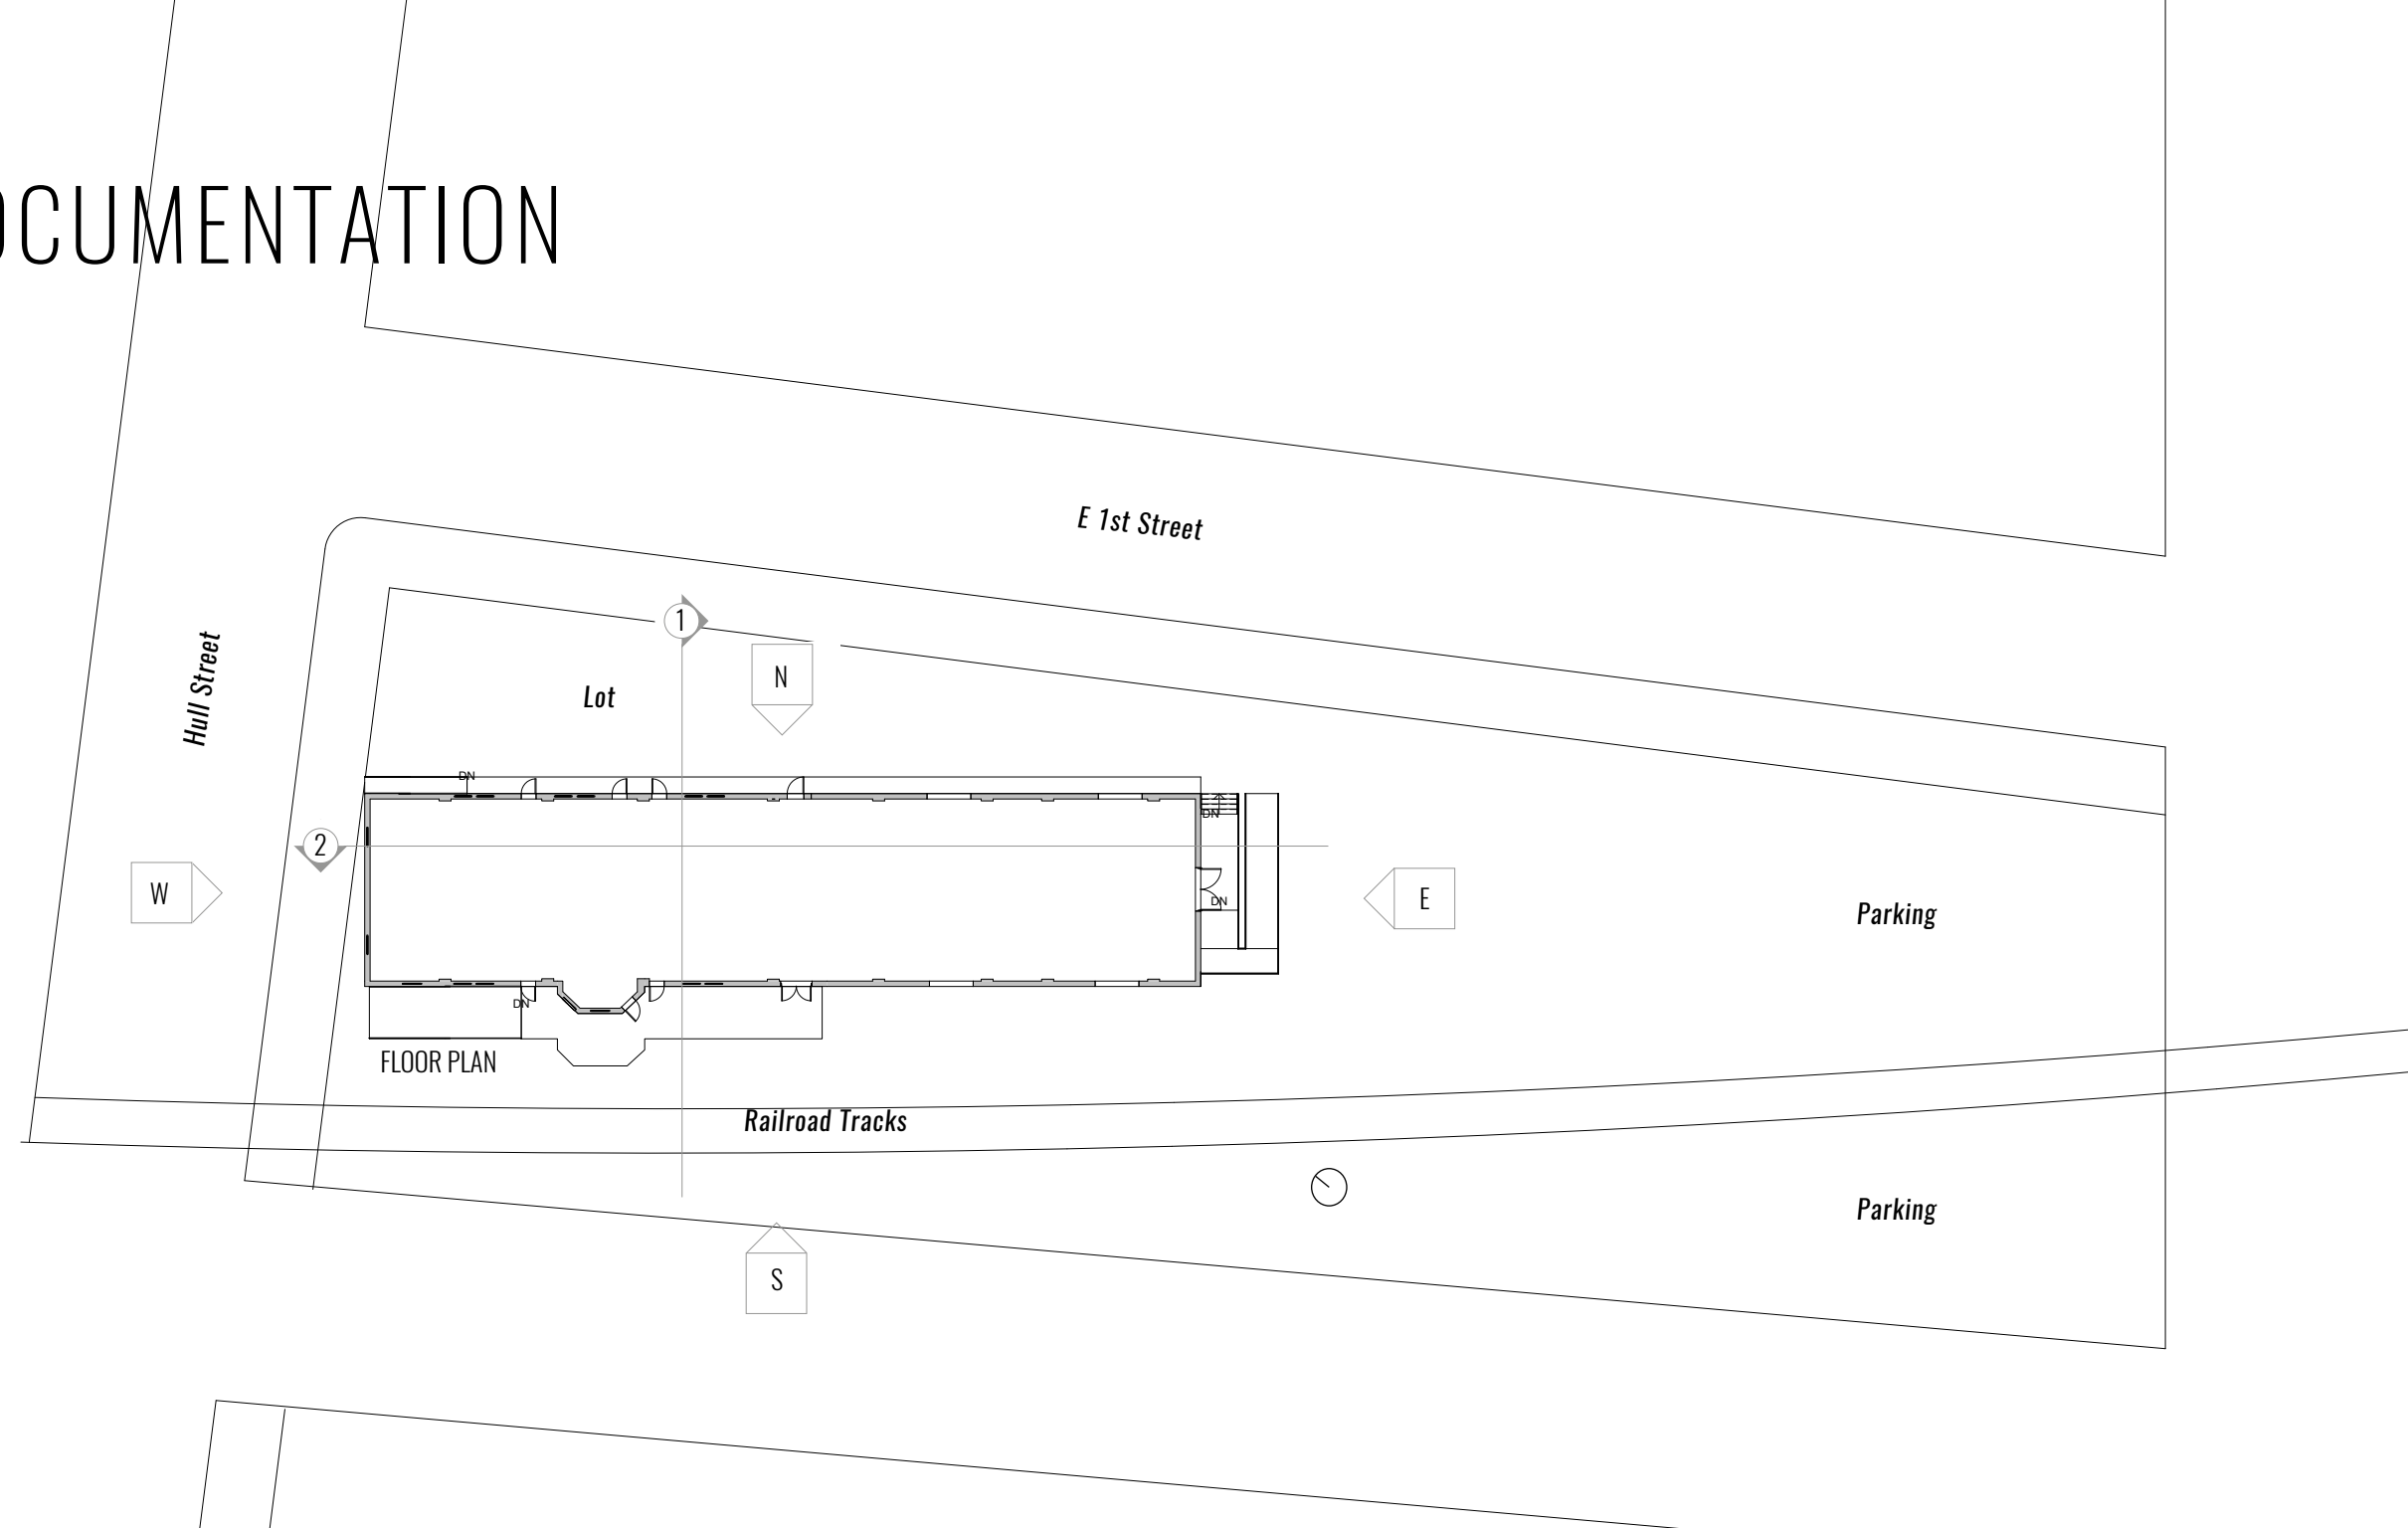 OCUMENTATION
E 1st Street
1
Hull Street
N
Lot
DN
DN
2
W
E
DN
Parking
DN
FLOOR PLAN
Railroad Tracks
Parking
S